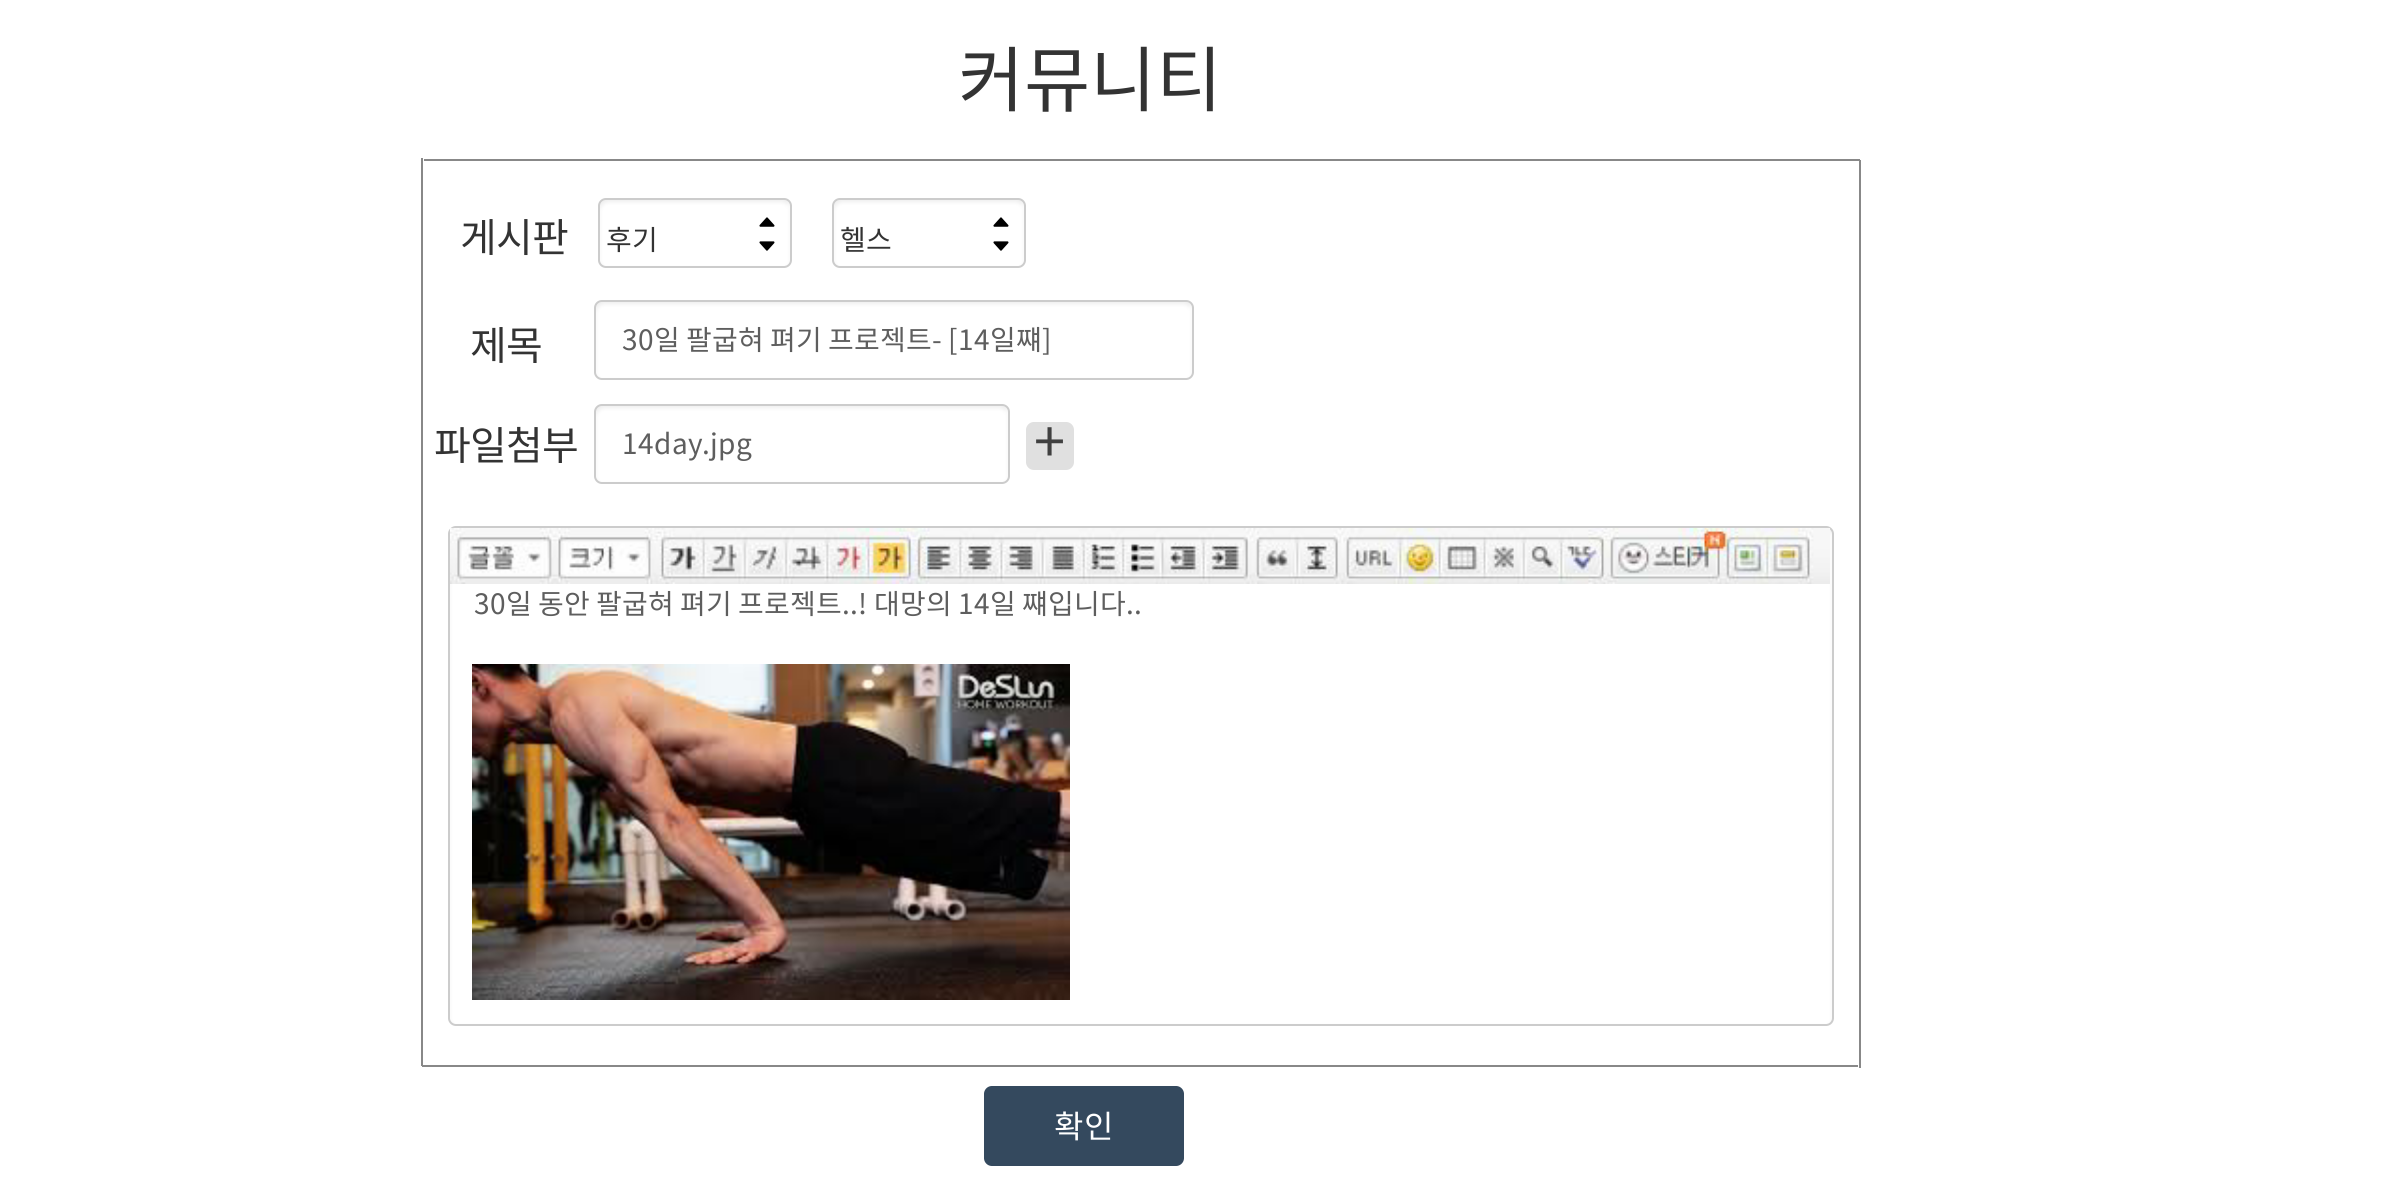 커뮤니티
게시판 후기 헬스
제목 30일 팔굽혀 펴기 프로젝트- [14일쨰]
파일첨부 14day.jpg +
글꼴 크기 가 가 가 가 가 가 URL 스티커 N
30일 동안 팔굽혀 펴기 프로젝트..! 대망의 14일 쨰입니다..
DeSLun
HOME WORKOUT
확인